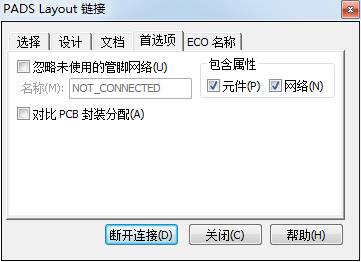 PADS Layout 链接
选择 设计 文档 首选项 ECO 名称
忽略未使用的管脚网络(U)
名称(M): NOT_CONNECTED
包含属性
元件(P) 网络(N)
对比 PCB 封装分配(A)
断开连接(D) 关闭(C) 帮助(H)